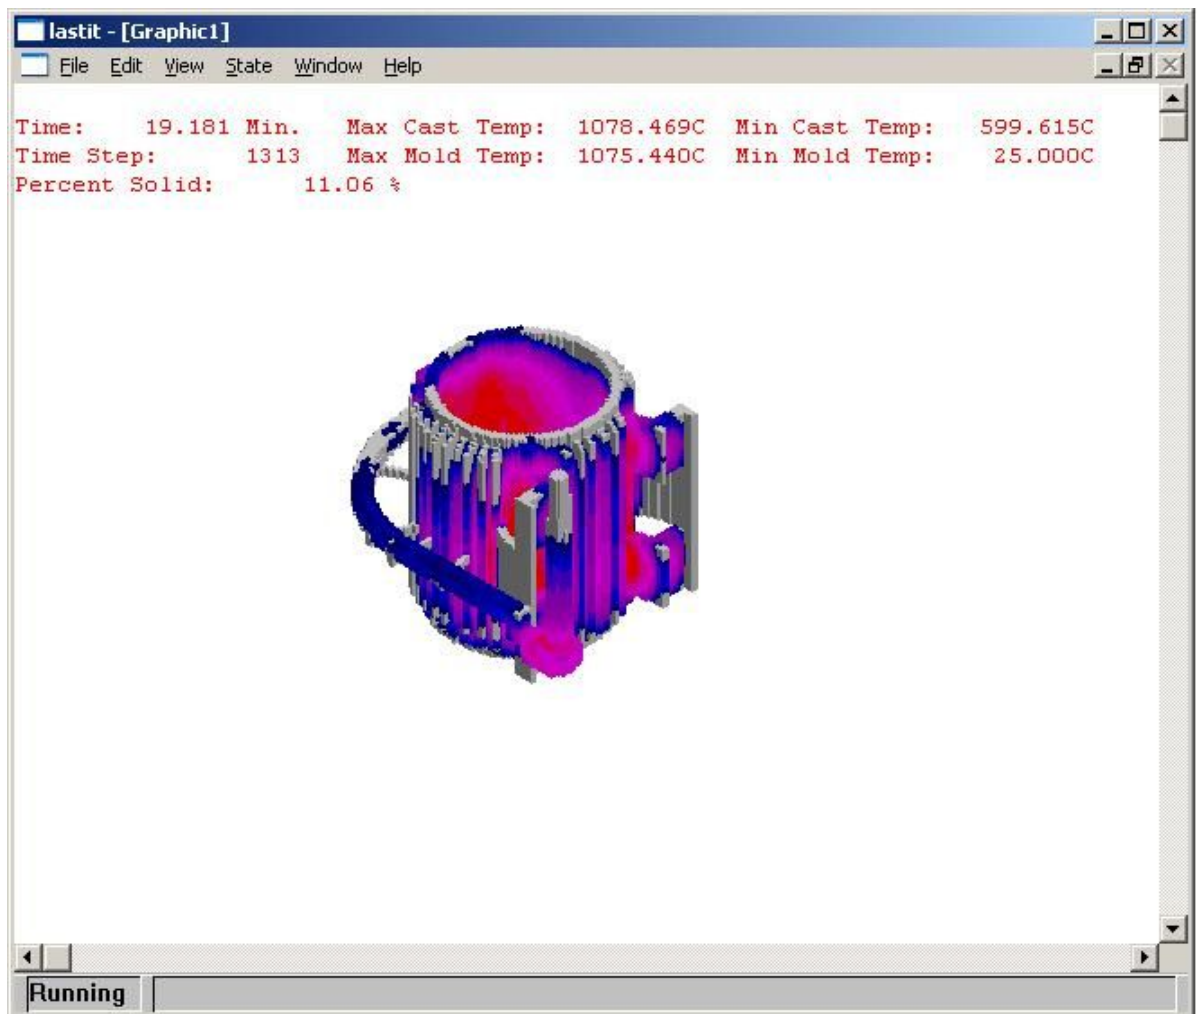 lastit - [Graphic1]
File Edit View State Window Help
Time: 19.181 Min. Max Cast Temp: 1078.469C Min Cast Temp: 599.615C
Time Step: 1313 Max Mold Temp: 1075.440C Min Mold Temp: 25.000C
Percent Solid: 11.06 %
Running